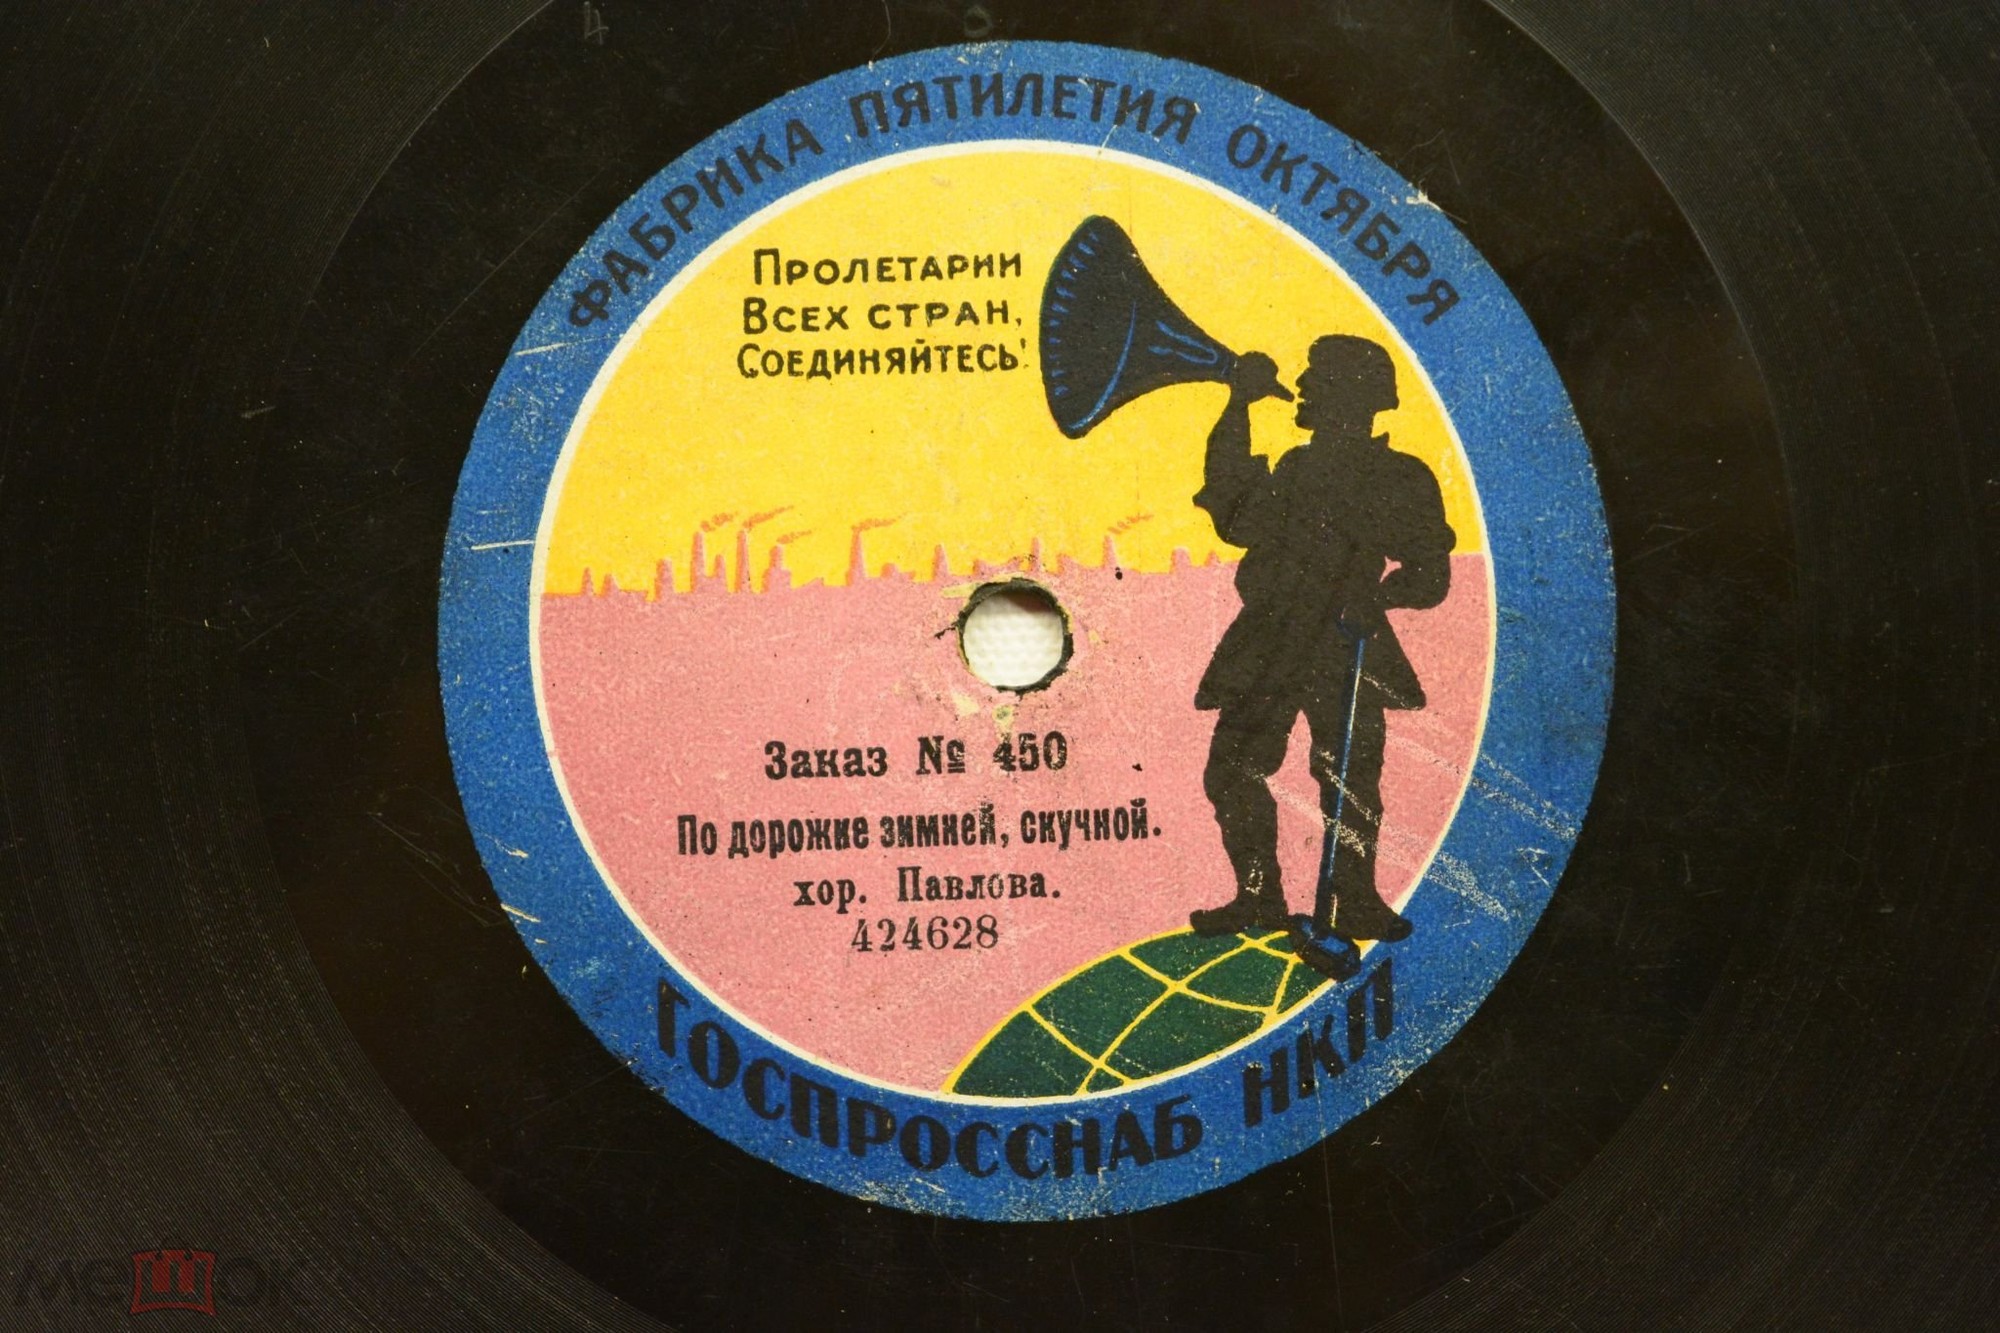 ФАБРИКА ПЯТИЛЕТИЯ ОКТЯБРЯ
Пролетарии
Всех стран,
Соединяйтесь!
Заказ № 450
По дорожке зимней, скучной.
хор. Павлова.
424628
ГОСПРОССНАБ НКП
мешок